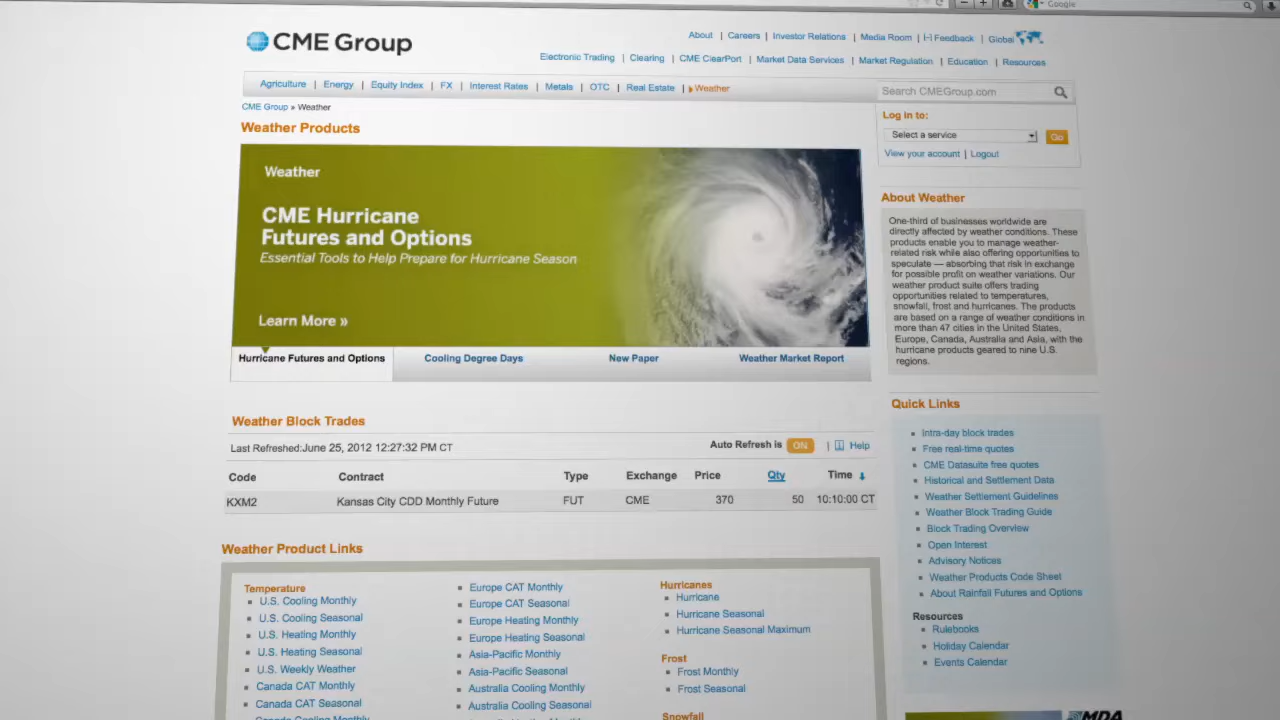 Google
CME Group
About | Careers | Investor Relations | Media Room | [-] Feedback | Global
Electronic Trading | Clearing | CME ClearPort | Market Data Services | Market Regulation | Education | Resources
Agriculture | Energy | Equity Index | FX | Interest Rates | Metals | OTC | Real Estate | Weather
Search CMEGroup.com
CME Group » Weather
Log in to:
Weather Products
Select a service
Go
View your account | Logout
Weather
CME Hurricane
Futures and Options
Essential Tools to Help Prepare for Hurricane Season
Learn More »
Hurricane Futures and Options
Cooling Degree Days
New Paper
Weather Market Report
About Weather
One-third of businesses worldwide are
directly affected by weather conditions. These
products enable you to manage weather-
related risk while also offering opportunities to
speculate — absorbing that risk in exchange
for possible profit on weather variations. Our
weather product suite offers trading
opportunities related to temperatures,
snowfall, frost and hurricanes. The products
are based on a range of weather conditions in
more than 47 cities in the United States,
Europe, Canada, Australia and Asia, with the
hurricane products geared to nine U.S.
regions.
Weather Block Trades
Last Refreshed:June 25, 2012 12:27:32 PM CT
Auto Refresh is ON | Help
Code Contract Type Exchange Price Qty Time
KXM2 Kansas City CDD Monthly Future FUT CME 370 50 10:10:00 CT
Quick Links
Intra-day block trades
Free real-time quotes
CME Datasuite free quotes
Historical and Settlement Data
Weather Settlement Guidelines
Weather Block Trading Guide
Block Trading Overview
Open Interest
Advisory Notices
Weather Products Code Sheet
About Rainfall Futures and Options
Resources
Rulebooks
Holiday Calendar
Events Calendar
Weather Product Links
Temperature
U.S. Cooling Monthly
U.S. Cooling Seasonal
U.S. Heating Monthly
U.S. Heating Seasonal
U.S. Weekly Weather
Canada CAT Monthly
Canada CAT Seasonal
Canada Cooling Monthly
Europe CAT Monthly
Europe CAT Seasonal
Europe Heating Monthly
Europe Heating Seasonal
Asia-Pacific Monthly
Asia-Pacific Seasonal
Australia Cooling Monthly
Australia Cooling Seasonal
Hurricanes
Hurricane
Hurricane Seasonal
Hurricane Seasonal Maximum
Frost
Frost Monthly
Frost Seasonal
Snowfall
MDA